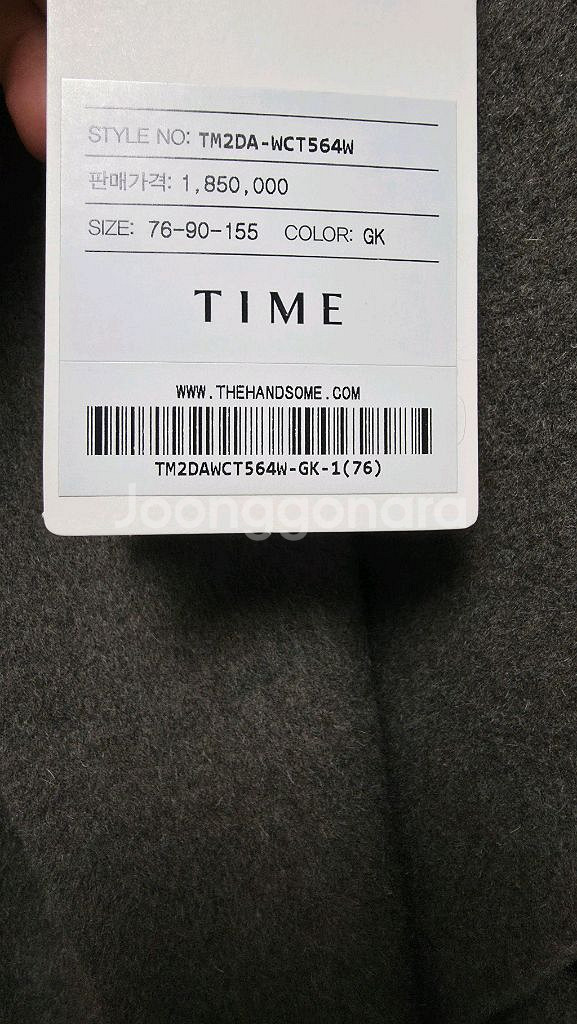 STYLE NO: TM2DA-WCT564W
판매가격: 1,850,000
SIZE: 76-90-155 COLOR: GK
TIME
WWW.THEHANDSOME.COM
TM2DAWCT564W-GK-1(76)
Joonggonara